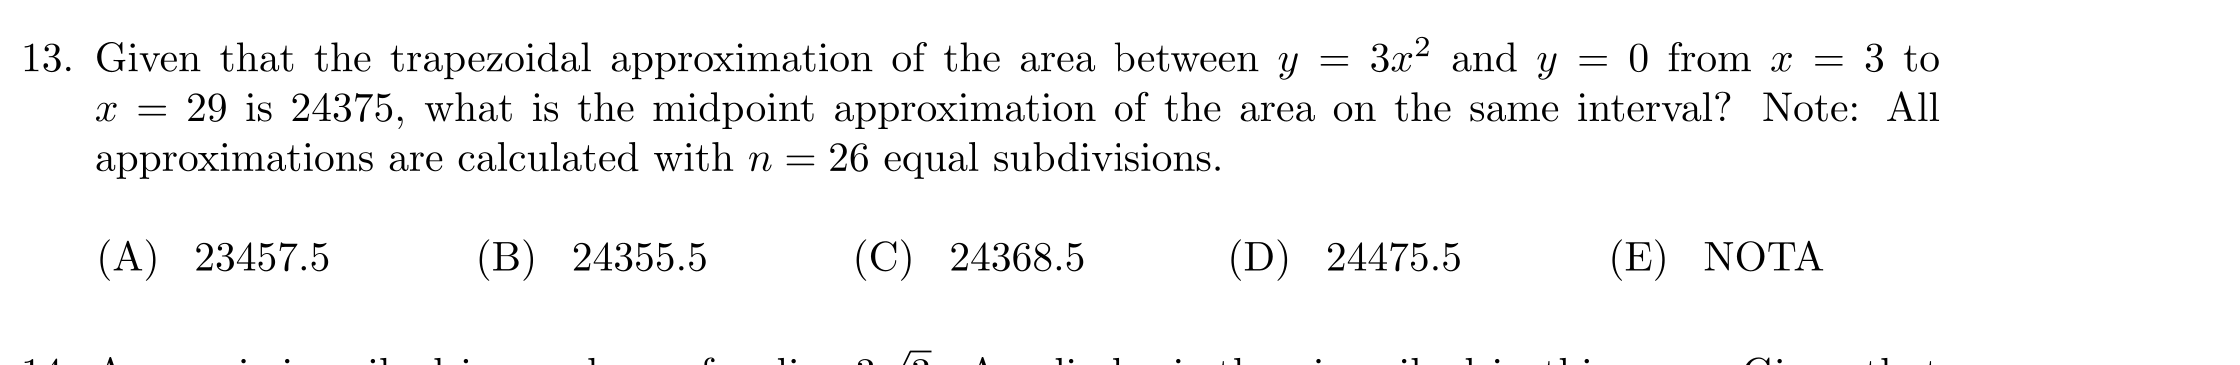 13. Given that the trapezoidal approximation of the area between y = 3x² and y = 0 from x = 3 to
x = 29 is 24375, what is the midpoint approximation of the area on the same interval? Note: All
approximations are calculated with n = 26 equal subdivisions.
(A) 23457.5 (B) 24355.5 (C) 24368.5 (D) 24475.5 (E) NOTA